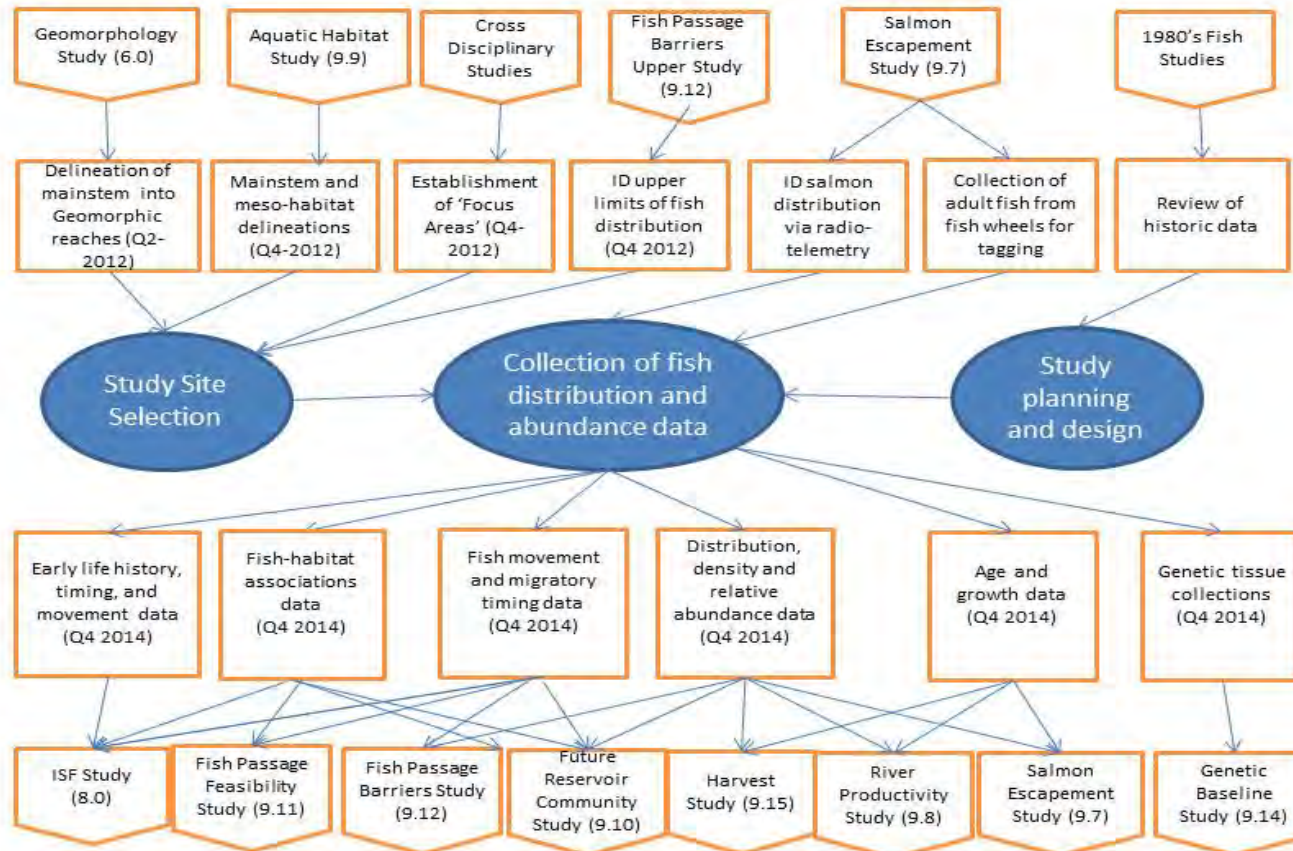 Geomorphology
Study (6.0)
Aquatic Habitat
Study (9.9)
Cross
Disciplinary
Studies
Fish Passage
Barriers
Upper Study
(9.12)
Salmon
Escapement
Study (9.7)
1980's Fish
Studies
Delineation of
mainstem into
Geomorphic
reaches (Q2-
2012)
Mainstem and
meso-habitat
delineations
(Q4-2012)
Establishment
of 'Focus
Areas' (Q4-
2012)
ID upper
limits of fish
distribution
(Q4 2012)
ID salmon
distribution
via radio-
telemetry
Collection of
adult fish from
fish wheels for
tagging
Review of
historic data
Study Site
Selection
Collection of fish
distribution and
abundance data
Study
planning
and design
Early life history,
timing, and
movement data
(Q4 2014)
Fish-habitat
associations
data
(Q4 2014)
Fish movement
and migratory
timing data
(Q4 2014)
Distribution,
density and
relative
abundance data
(Q4 2014)
Age and
growth data
(Q4 2014)
Genetic tissue
collections
(Q4 2014)
ISF Study
(8.0)
Fish Passage
Feasibility
Study (9.11)
Fish Passage
Barriers Study
(9.12)
Future
Reservoir
Community
Study (9.10)
Harvest
Study (9.15)
River
Productivity
Study (9.8)
Salmon
Escapement
Study (9.7)
Genetic
Baseline
Study (9.14)